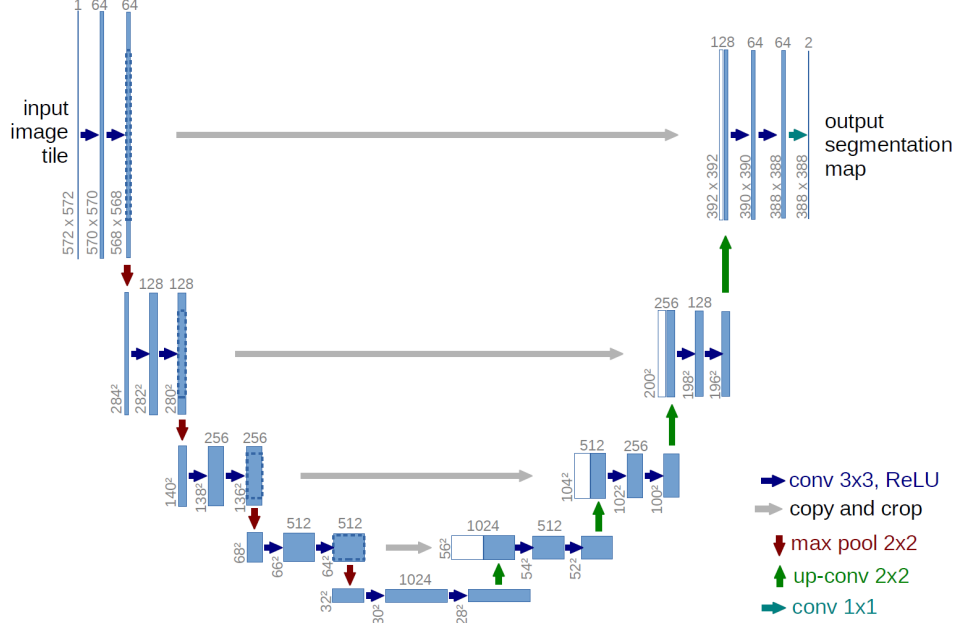 1 64 64
128 64 64 2
input
image
tile
output
segmentation
map
572 x 572
570 x 570
568 x 568
392 x 392
390 x 390
388 x 388
388 x 388
128 128
256 128
284²
282²
280²
200²
198²
196²
256 256
512 256
140²
138²
136²
104²
102²
100²
512 512
1024 512
68²
66²
64²
56²
54²
52²
1024
32²
30²
28²
conv 3x3, ReLU
copy and crop
max pool 2x2
up-conv 2x2
conv 1x1